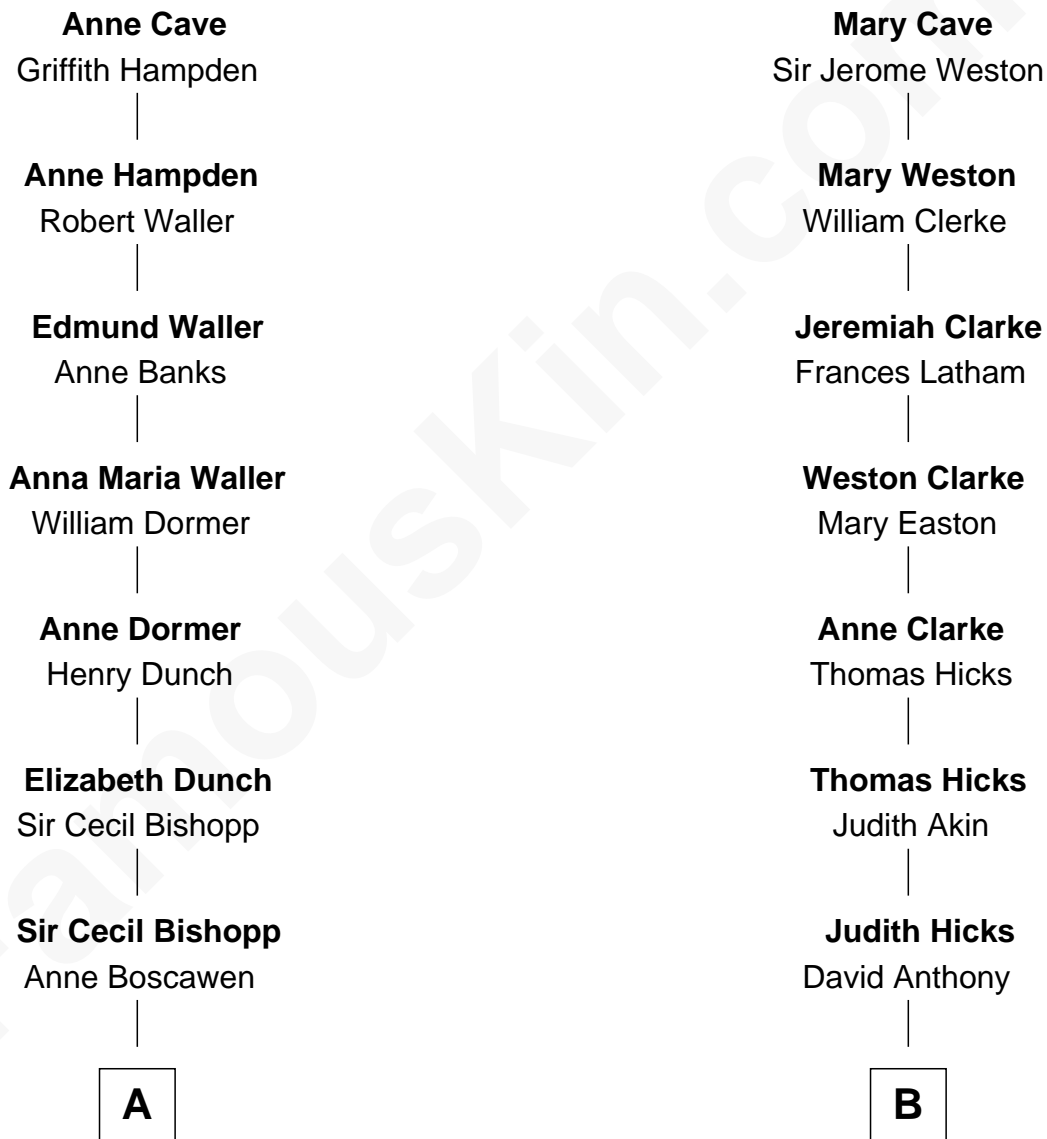 Anne Cave
Griffith Hampden
Anne Hampden
Robert Waller
Edmund Waller
Anne Banks
Anna Maria Waller
William Dormer
Anne Dormer
Henry Dunch
Elizabeth Dunch
Sir Cecil Bishopp
Sir Cecil Bishopp
Anne Boscawen
A
Mary Cave
Sir Jerome Weston
Mary Weston
William Clerke
Jeremiah Clarke
Frances Latham
Weston Clarke
Mary Easton
Anne Clarke
Thomas Hicks
Thomas Hicks
Judith Akin
Judith Hicks
David Anthony
B
FamousKin.com